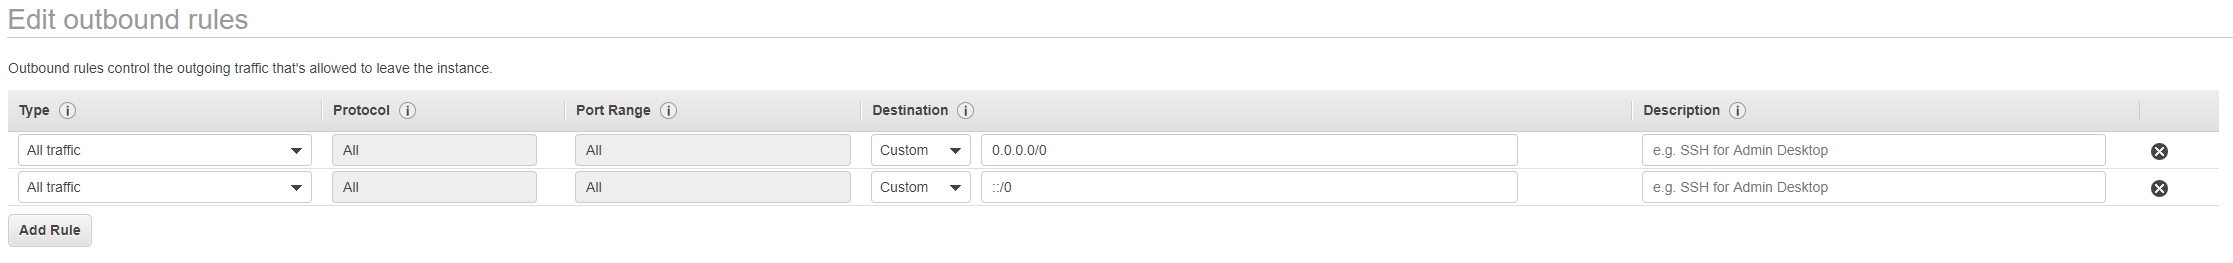 Edit outbound rules
Outbound rules control the outgoing traffic that's allowed to leave the instance.
Type i Protocol i Port Range i Destination i Description i
All traffic All All Custom 0.0.0.0/0 e.g. SSH for Admin Desktop
All traffic All All Custom ::/0 e.g. SSH for Admin Desktop
Add Rule